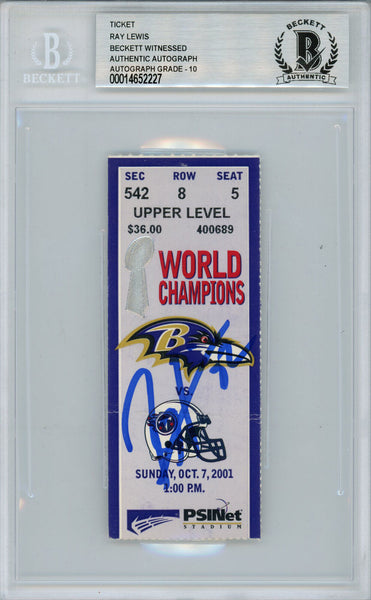 B
BECKETT
TICKET
RAY LEWIS
BECKETT WITNESSED
AUTHENTIC AUTOGRAPH
AUTOGRAPH GRADE - 10
00014652227
BECKETT
B
AUTHENTIC
SEC ROW SEAT
542 8 5
UPPER LEVEL
$36.00 400689
WORLD
CHAMPIONS
B
VS.
SUNDAY, OCT. 7, 2001
1:00 P.M.
PSINet
STADIUM